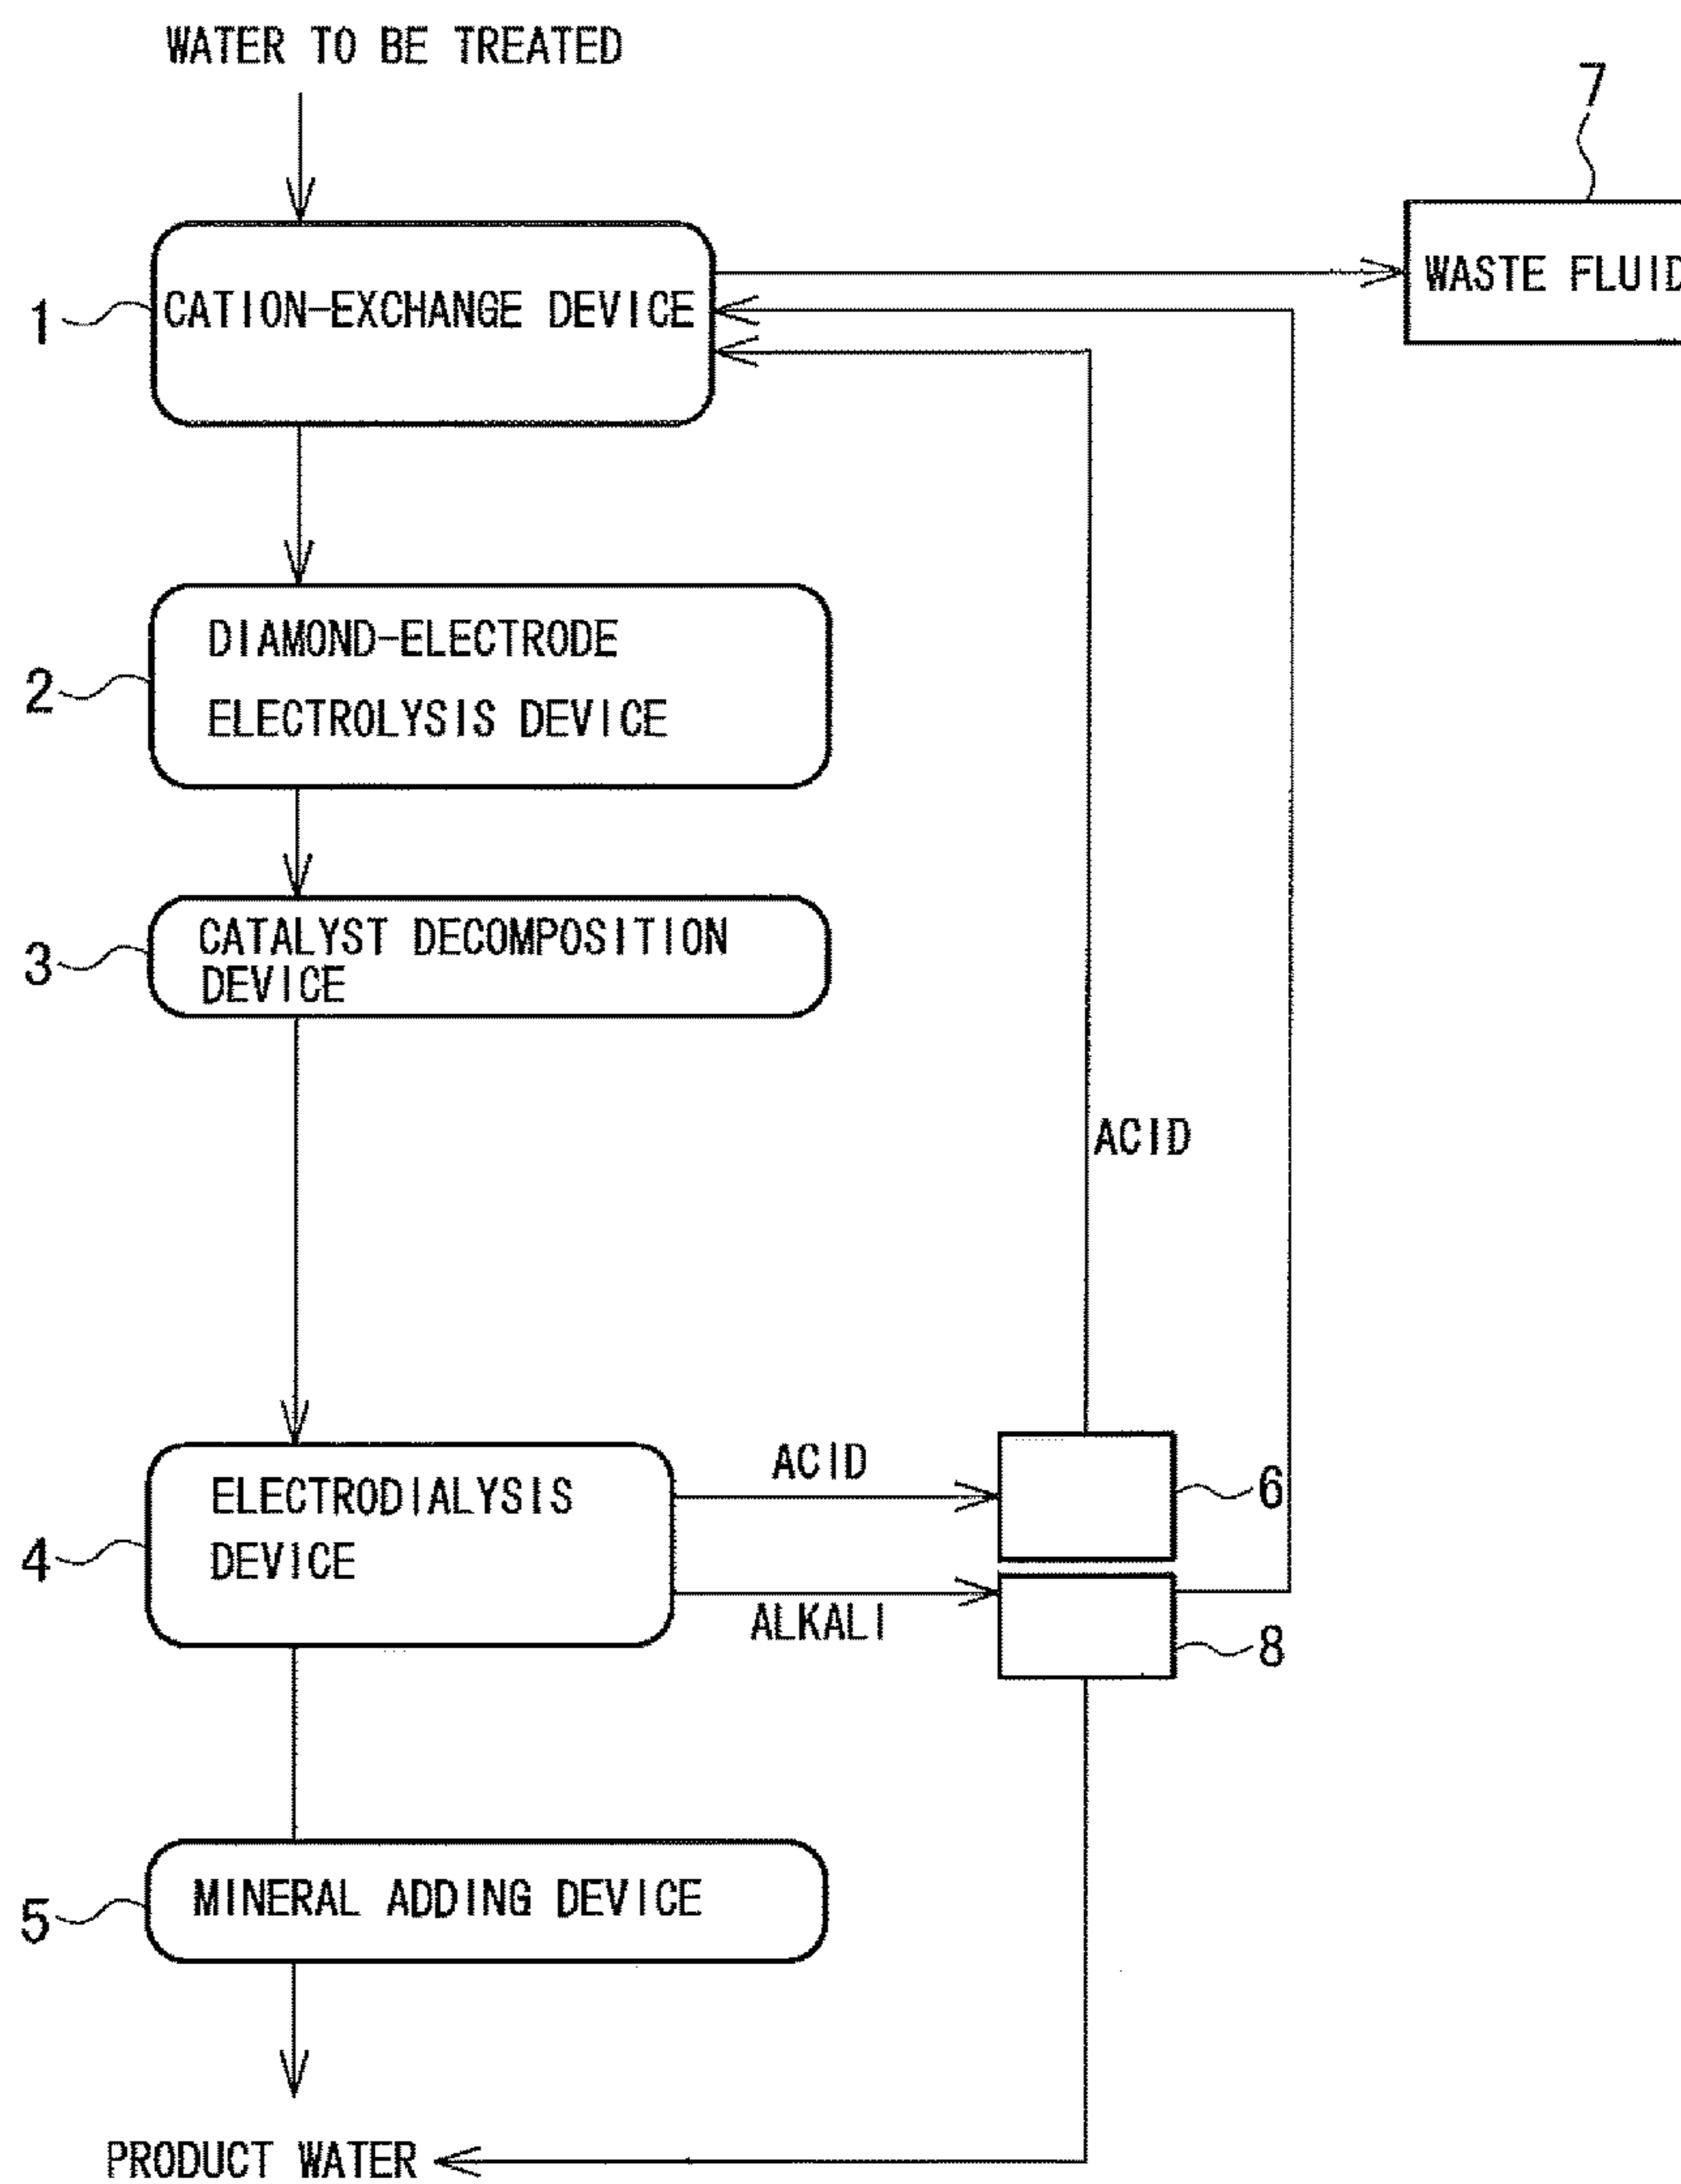 WATER TO BE TREATED
7
WASTE FLUID
1
CATION-EXCHANGE DEVICE
2
DIAMOND-ELECTRODE
ELECTROLYSIS DEVICE
3
CATALYST DECOMPOSITION
DEVICE
ACID
4
ELECTRODIALYSIS
DEVICE
ACID
6
ALKALI
8
5
MINERAL ADDING DEVICE
PRODUCT WATER